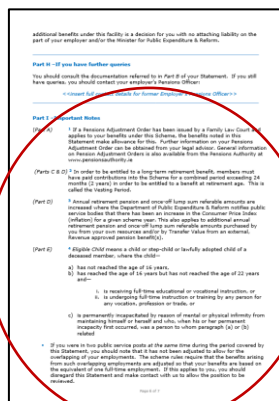 additional benefits under this facility is a decision for you with no attaching liability on the
part of your employer and/or the Minister for Public Expenditure & Reform.
Part H –If you have further queries
You should consult the documentation referred to in Part B of your Statement. If you still
have queries, you should contact your employer's Pensions Officer:
<<insert full contact details for former Employer's Pensions Officer>>
Part I –Important Notes
(Part A) 1 If a Pensions Adjustment Order has been issued by a Family Law Court and
applies to your benefits under this Scheme, the benefits noted in this
Statement make allowance for this. Further information on your Pensions
Adjustment Order can be obtained from your legal advisor. General information
on Pension Adjustment Orders is also available from the Pensions Authority at
www.pensionsauthority.ie
(Parts C & D) 2 In order to be entitled to a long-term retirement benefit, members must
have paid contributions into the Scheme for a combined period exceeding 24
months (2 years) in order to be entitled to a benefit at retirement age. This is
called the Vesting Period.
(Part D) 3 Annual retirement pension and once-off lump sum referable amounts are
increased where the Department of Public Expenditure & Reform notifies public
service bodies that there has been an increase in the Consumer Price Index
(inflation) for a given scheme year. This also applies to additional annual
retirement pension and once-off lump sum referable amounts purchased by
you from your own resources and/or by Transfer Value from an external,
Revenue approved pension benefit(s).
(Part E) 4 Eligible Child means a child or step-child or lawfully adopted child of a
deceased member, where the child—
a) has not reached the age of 16 years,
b) has reached the age of 16 years but has not reached the age of 22 years
and—
i. is receiving full-time educational or vocational instruction, or
ii. is undergoing full-time instruction or training by any person for
any vocation, profession or trade, or
c) is permanently incapacitated by reason of mental or physical infirmity from
maintaining himself or herself and who, when his or her permanent
incapacity first occurred, was a person to whom paragraph (a) or (b)
related
* If you were in two public service posts at the same time during the period covered by
this Statement, you should note that it has not been adjusted to allow for the
overlapping of your employments. The scheme rules require that the benefits arising
from such overlapping employments are adjusted so that your benefits are based on
the equivalent of one full-time employment. If this applies to you, you should
disregard this Statement and make contact with us to allow the position to be
reviewed.